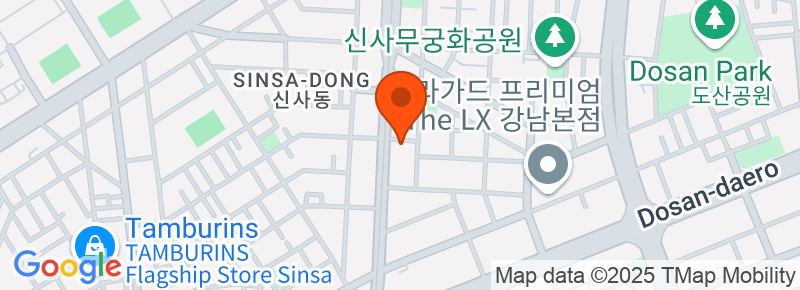 신사무궁화공원
Dosan Park
도산공원
SINSA-DONG
신사동
가드 프리미엄
The LX 강남본점
Dosan-daero
Tamburins
TAMBURINS
Flagship Store Sinsa
Google
Map data ©2025 TMap Mobility